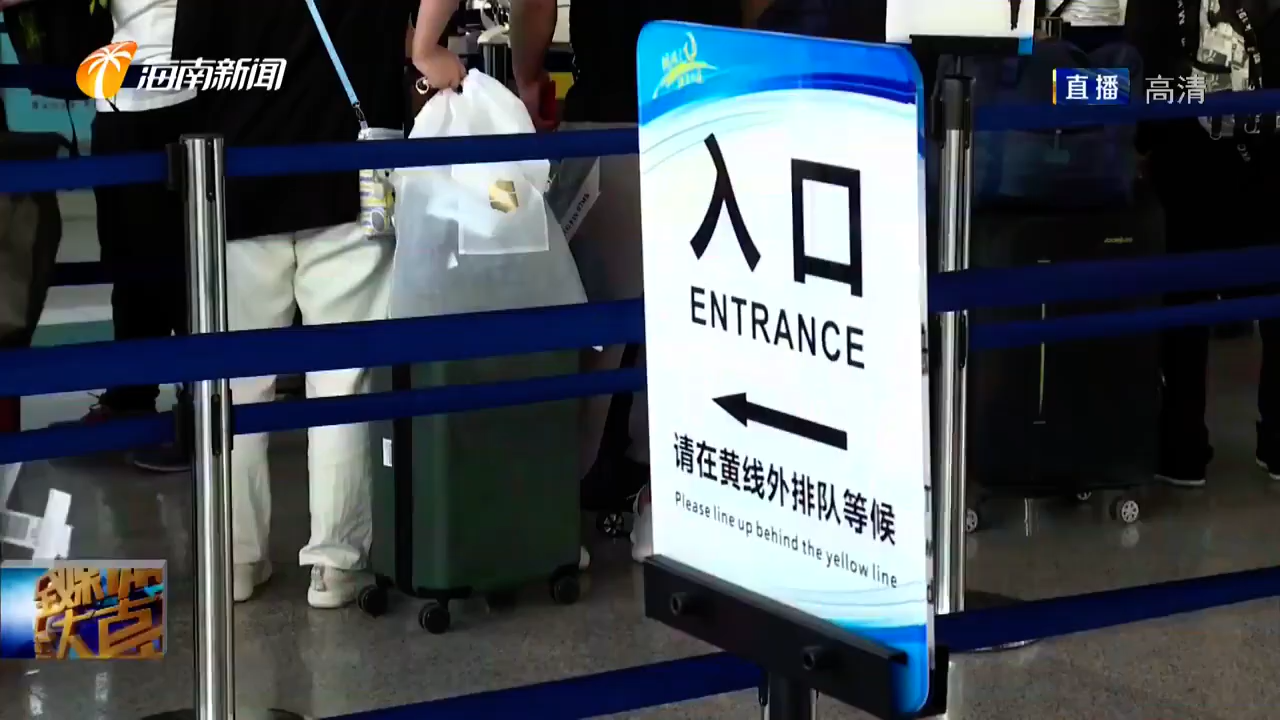 海南新闻
直播 高清
入口
ENTRANCE
请在黄线外排队等候
Please line up behind the yellow line